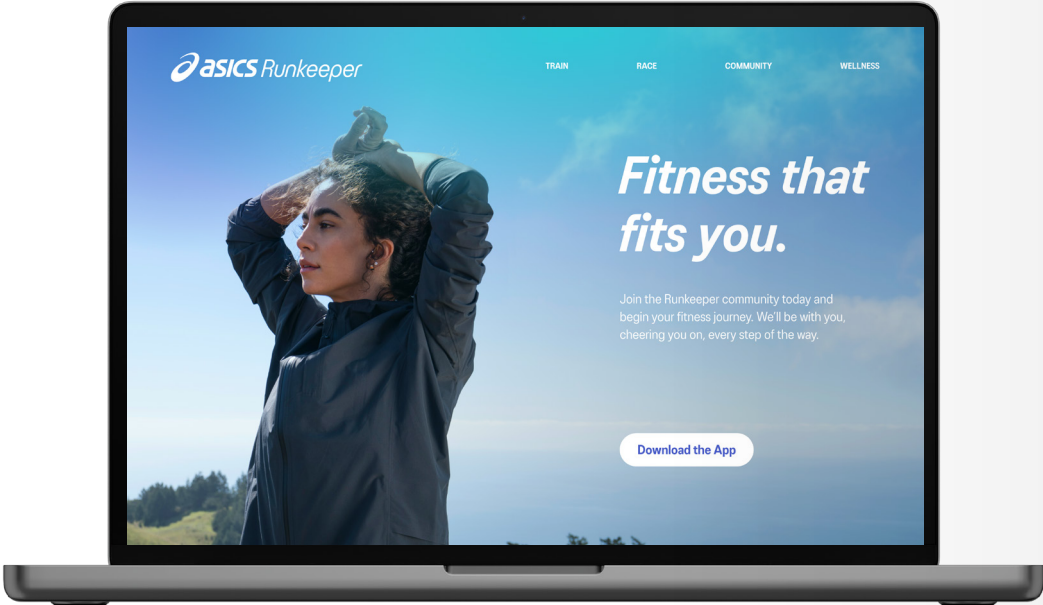 asics Runkeeper
TRAIN RACE COMMUNITY WELLNESS
Fitness that
fits you.
Join the Runkeeper community today and
begin your fitness journey. We'll be with you,
cheering you on, every step of the way.
Download the App